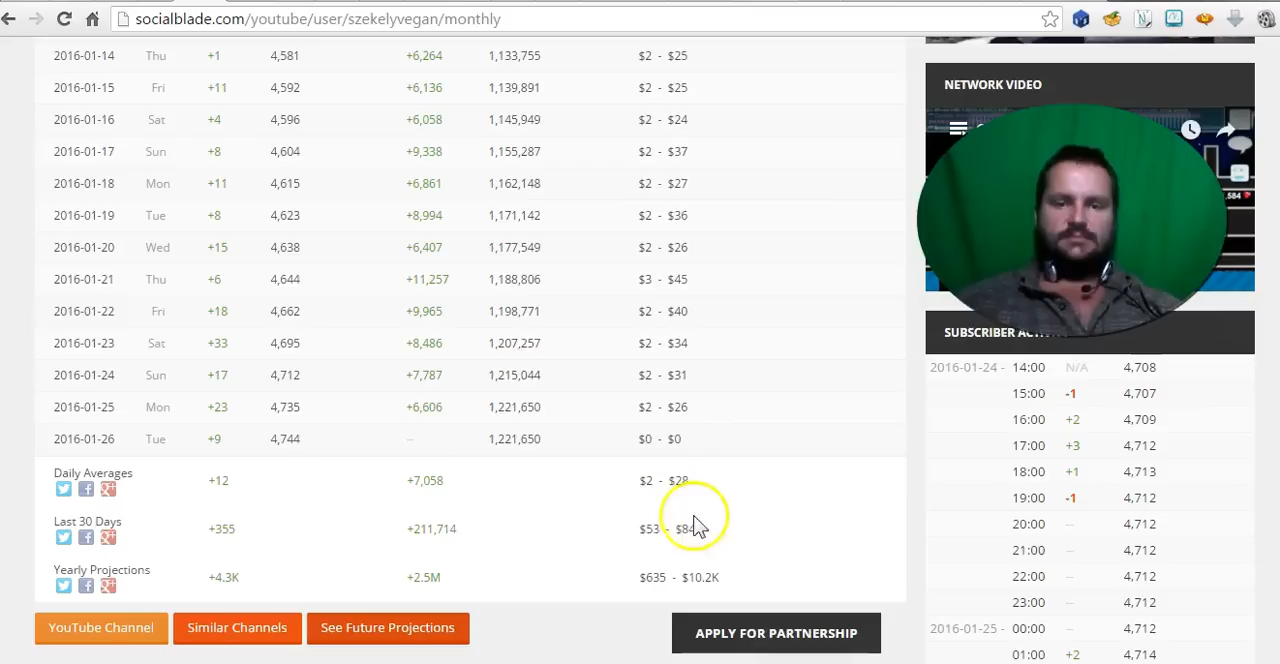 socialblade.com/youtube/user/szekelyvegan/monthly
2016-01-14 Thu +1 4,581 +6,264 1,133,755 $2 - $25
2016-01-15 Fri +11 4,592 +6,136 1,139,891 $2 - $25
2016-01-16 Sat +4 4,596 +6,058 1,145,949 $2 - $24
2016-01-17 Sun +8 4,604 +9,338 1,155,287 $2 - $37
2016-01-18 Mon +11 4,615 +6,861 1,162,148 $2 - $27
2016-01-19 Tue +8 4,623 +8,994 1,171,142 $2 - $36
2016-01-20 Wed +15 4,638 +6,407 1,177,549 $2 - $26
2016-01-21 Thu +6 4,644 +11,257 1,188,806 $3 - $45
2016-01-22 Fri +18 4,662 +9,965 1,198,771 $2 - $40
2016-01-23 Sat +33 4,695 +8,486 1,207,257 $2 - $34
2016-01-24 Sun +17 4,712 +7,787 1,215,044 $2 - $31
2016-01-25 Mon +23 4,735 +6,606 1,221,650 $2 - $26
2016-01-26 Tue +9 4,744 -- 1,221,650 $0 - $0
Daily Averages +12 +7,058 $2 - $28
Last 30 Days +355 +211,714 $53 -
Yearly Projections +4.3K +2.5M $635 - $10.2K
YouTube Channel Similar Channels See Future Projections APPLY FOR PARTNERSHIP
NETWORK VIDEO
SUBSCRIBER
2016-01-24 - 14:00 N/A 4,708
15:00 -1 4,707
16:00 +2 4,709
17:00 +3 4,712
18:00 +1 4,713
19:00 -1 4,712
20:00 -- 4,712
21:00 -- 4,712
22:00 -- 4,712
23:00 -- 4,712
2016-01-25 - 00:00 -- 4,712
01:00 +2 4,714